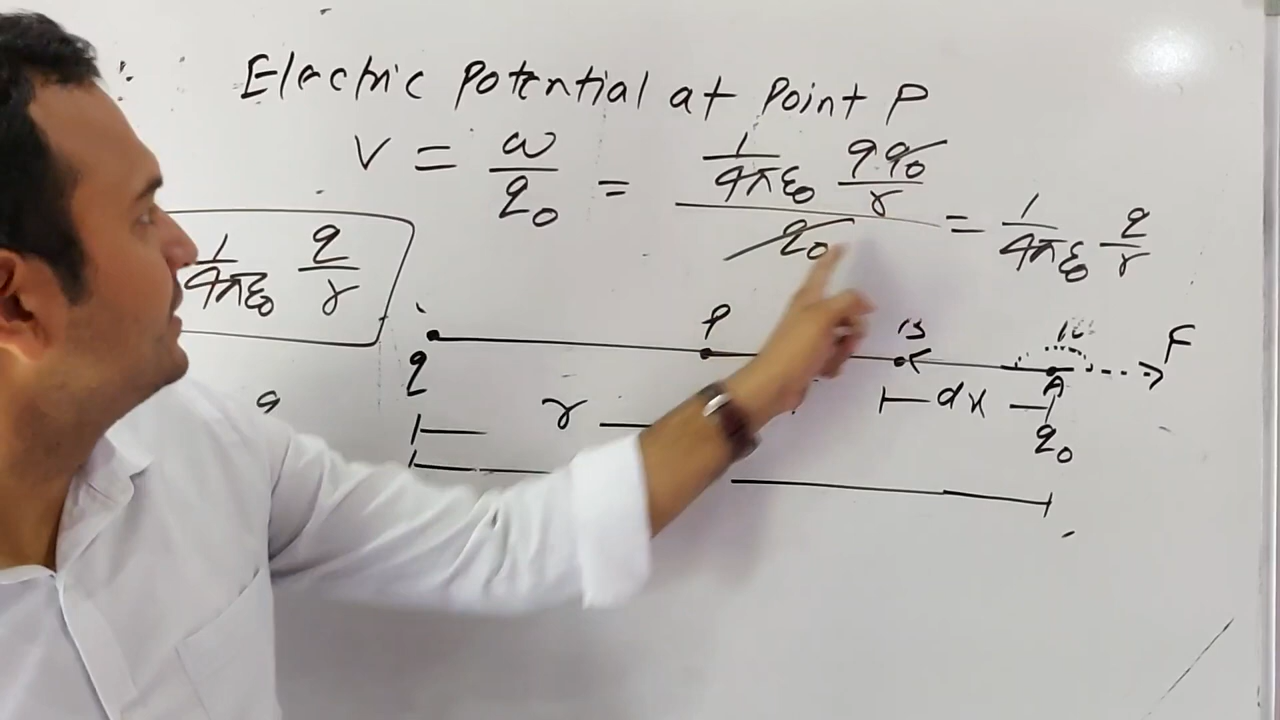 Electric Potential at Point P
V = w/q₀ = (1/4πε₀ qq₀/r)/q₀ = 1/4πε₀ q/r
1/4πε₀ q/r
P B A F
q r dx q₀